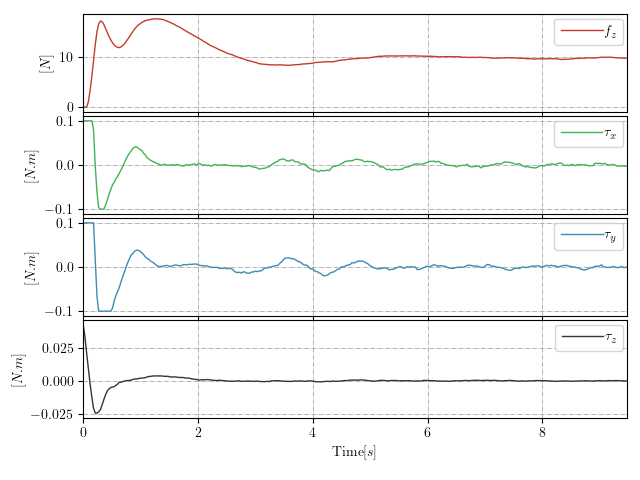 10
0
[N]
f_z
0.1
0.0
−0.1
[N.m]
τ_x
0.1
0.0
−0.1
[N.m]
τ_y
0.025
0.000
−0.025
[N.m]
τ_z
0 2 4 6 8
Time[s]